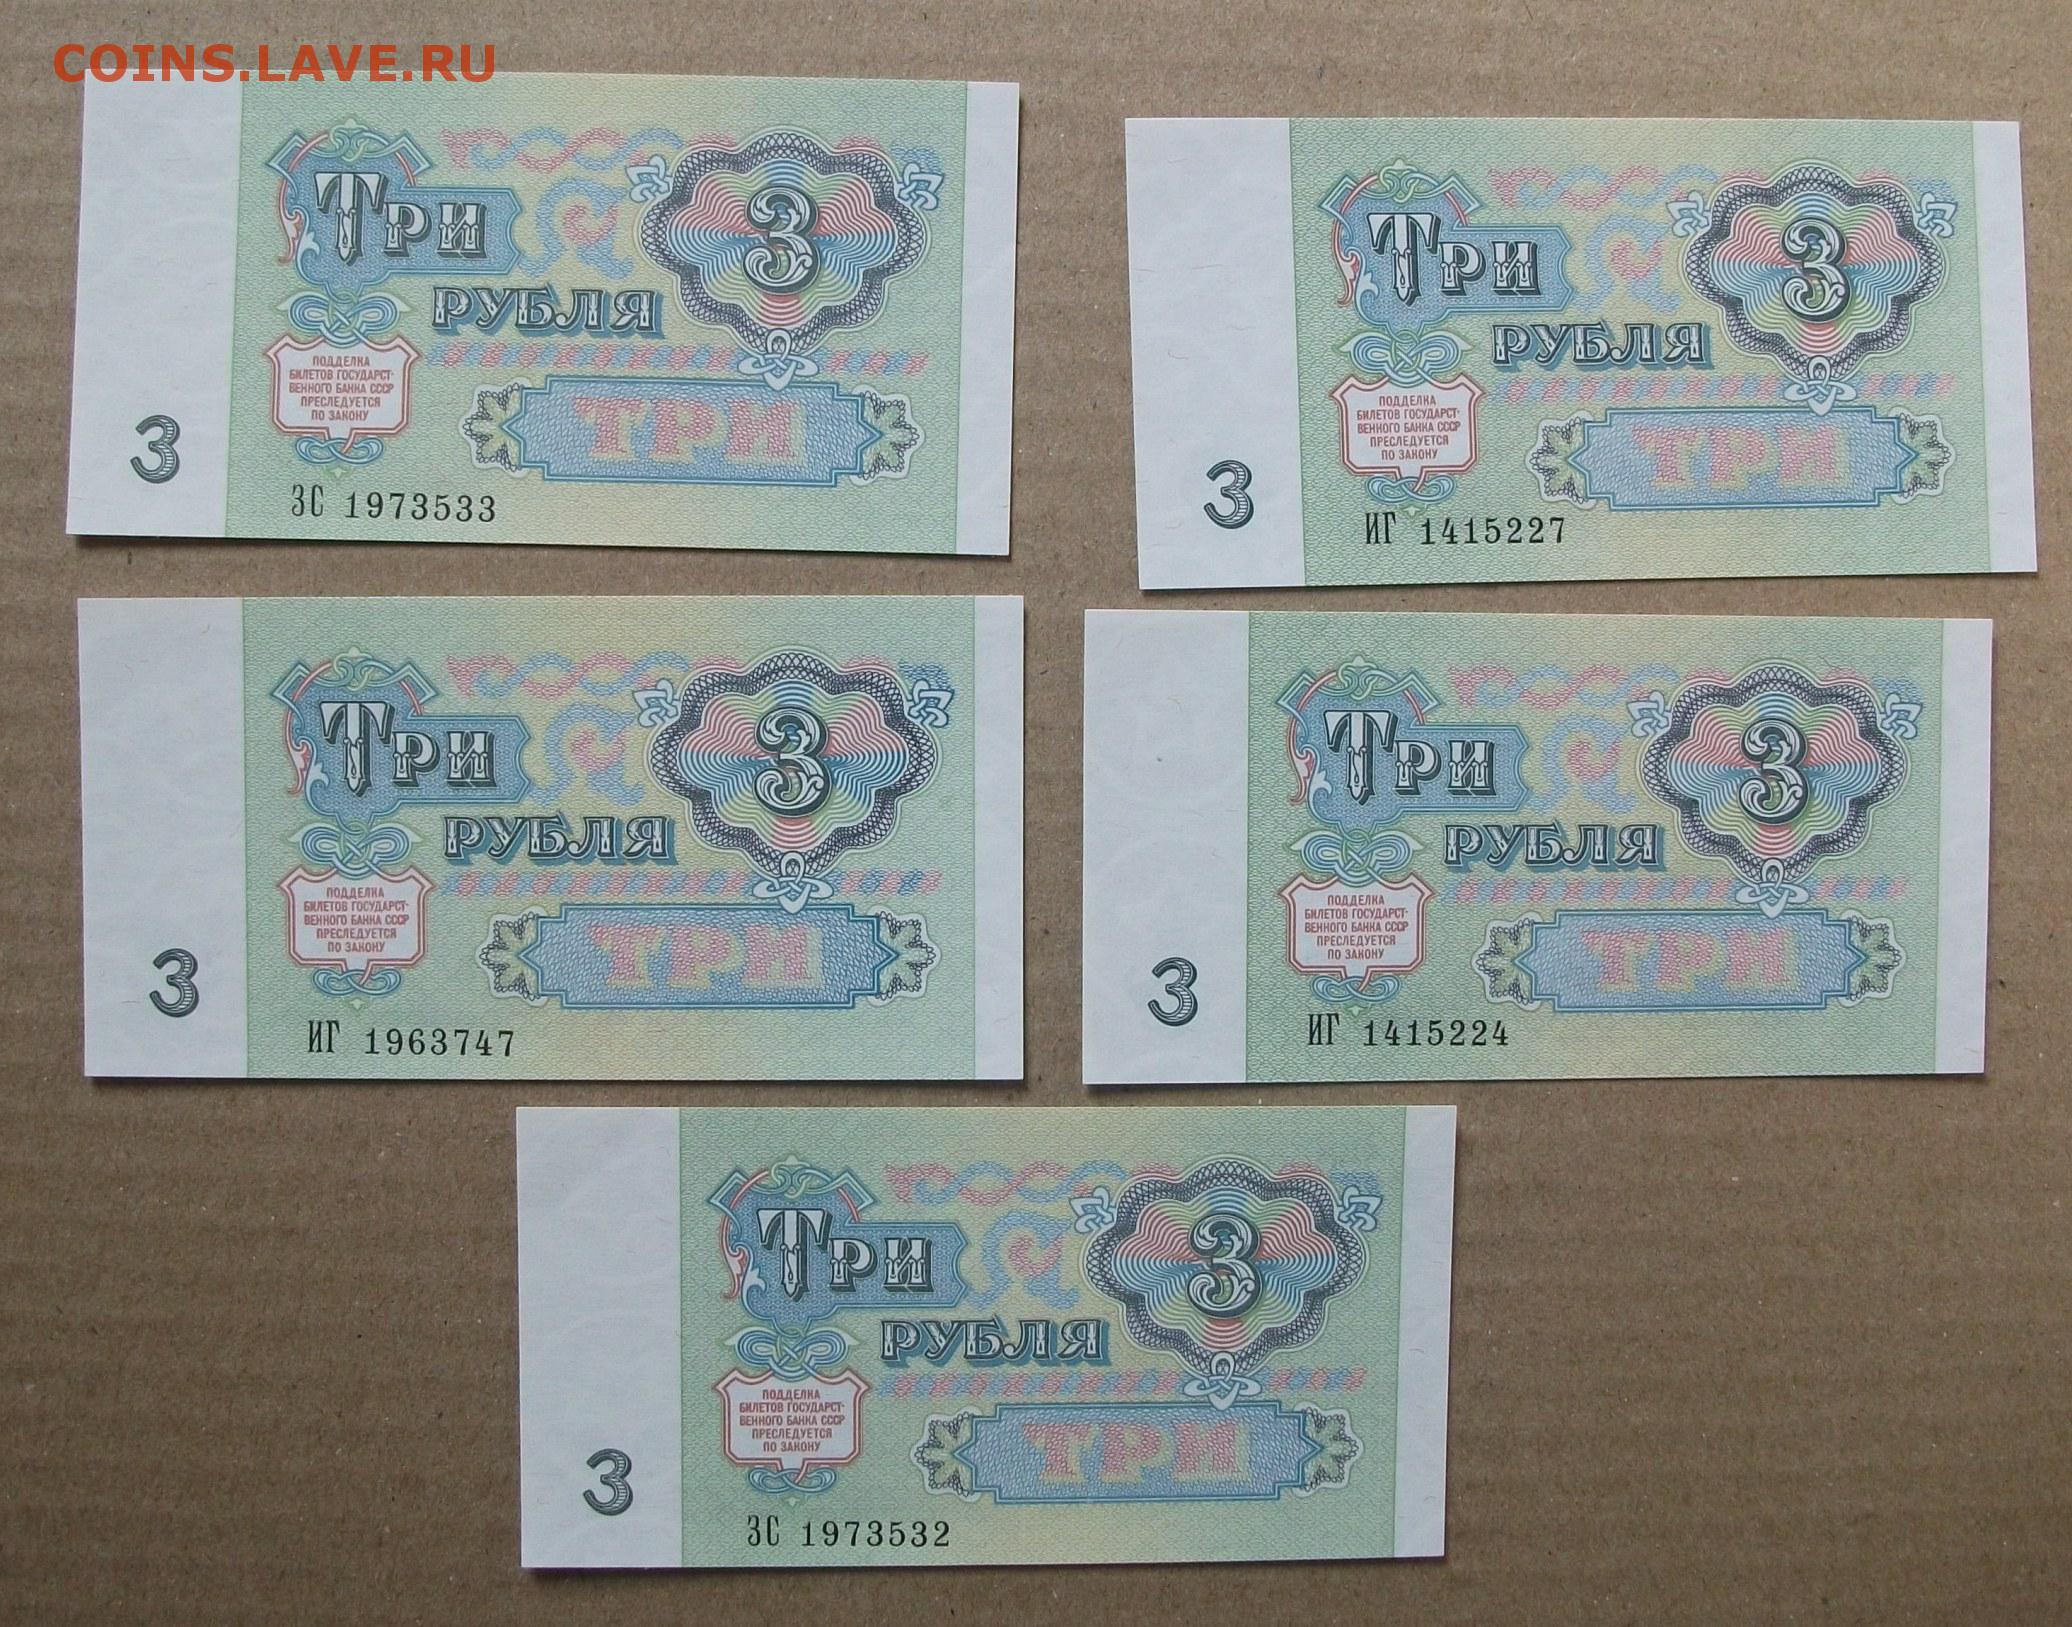 COINS.LAVE.RU
ТРИ
3
РУБЛЯ
ПОДДЕЛКА
БИЛЕТОВ ГОСУДАРСТ-
ВЕННОГО БАНКА СССР
ПРЕСЛЕДУЕТСЯ
ПО ЗАКОНУ
ТРИ
3
ЗС 1973533
ТРИ
3
РУБЛЯ
ПОДДЕЛКА
БИЛЕТОВ ГОСУДАРСТ-
ВЕННОГО БАНКА СССР
ПРЕСЛЕДУЕТСЯ
ПО ЗАКОНУ
ТРИ
3
ИГ 1415227
ТРИ
3
РУБЛЯ
ПОДДЕЛКА
БИЛЕТОВ ГОСУДАРСТ-
ВЕННОГО БАНКА СССР
ПРЕСЛЕДУЕТСЯ
ПО ЗАКОНУ
ТРИ
3
ИГ 1963747
ТРИ
3
РУБЛЯ
ПОДДЕЛКА
БИЛЕТОВ ГОСУДАРСТ-
ВЕННОГО БАНКА СССР
ПРЕСЛЕДУЕТСЯ
ПО ЗАКОНУ
ТРИ
3
ИГ 1415224
ТРИ
3
РУБЛЯ
ПОДДЕЛКА
БИЛЕТОВ ГОСУДАРСТ-
ВЕННОГО БАНКА СССР
ПРЕСЛЕДУЕТСЯ
ПО ЗАКОНУ
ТРИ
3
ЗС 1973532